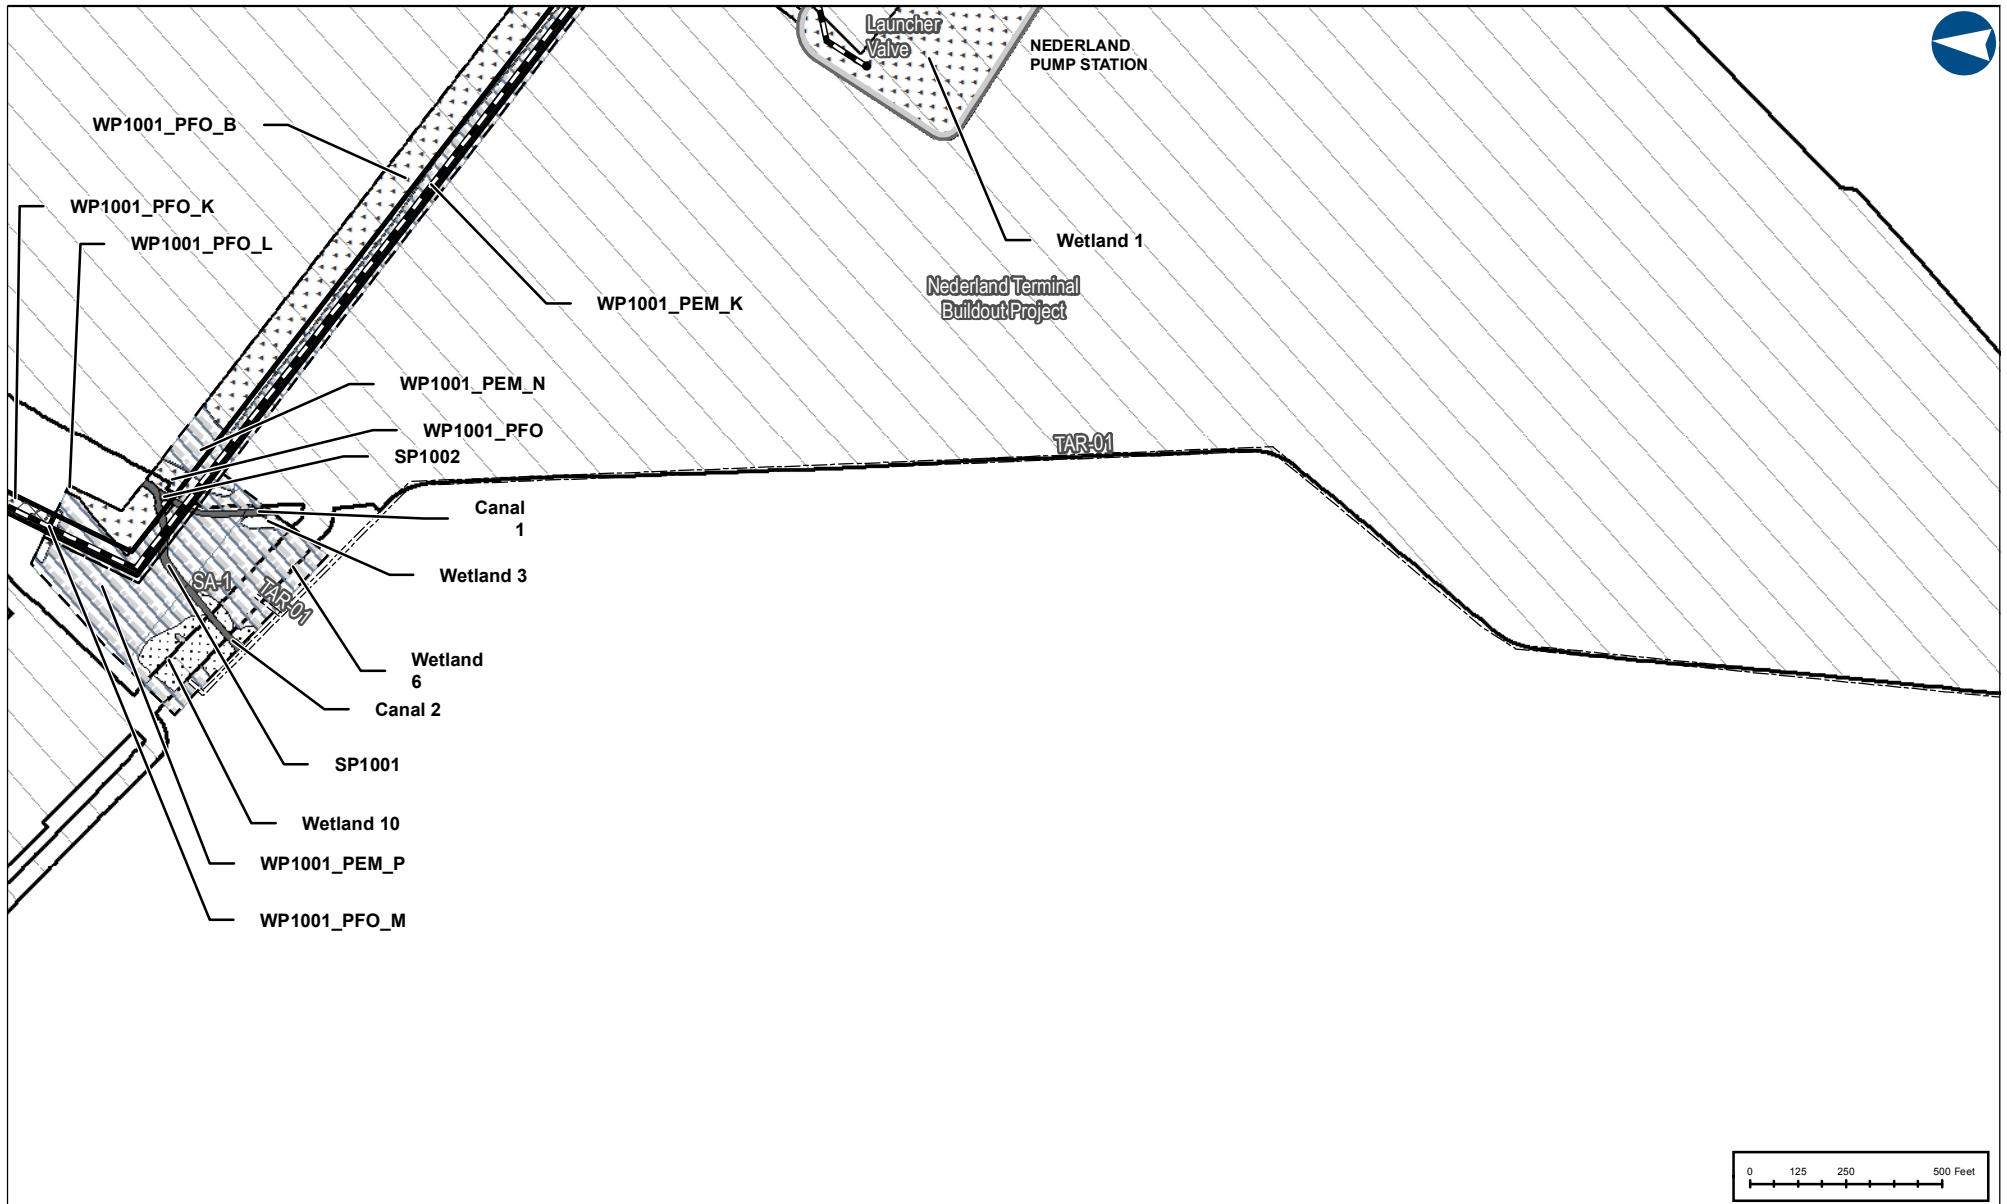 Launcher
Valve
NEDERLAND
PUMP STATION
WP1001_PFO_B
WP1001_PFO_K
WP1001_PFO_L
Wetland 1
Nederland Terminal
Buildout Project
WP1001_PEM_K
WP1001_PEM_N
WP1001_PFO
SP1002
TAR-01
Canal
1
Wetland 3
SA-1
TAR-01
Wetland
6
Canal 2
SP1001
Wetland 10
WP1001_PEM_P
WP1001_PFO_M
0 125 250 500 Feet